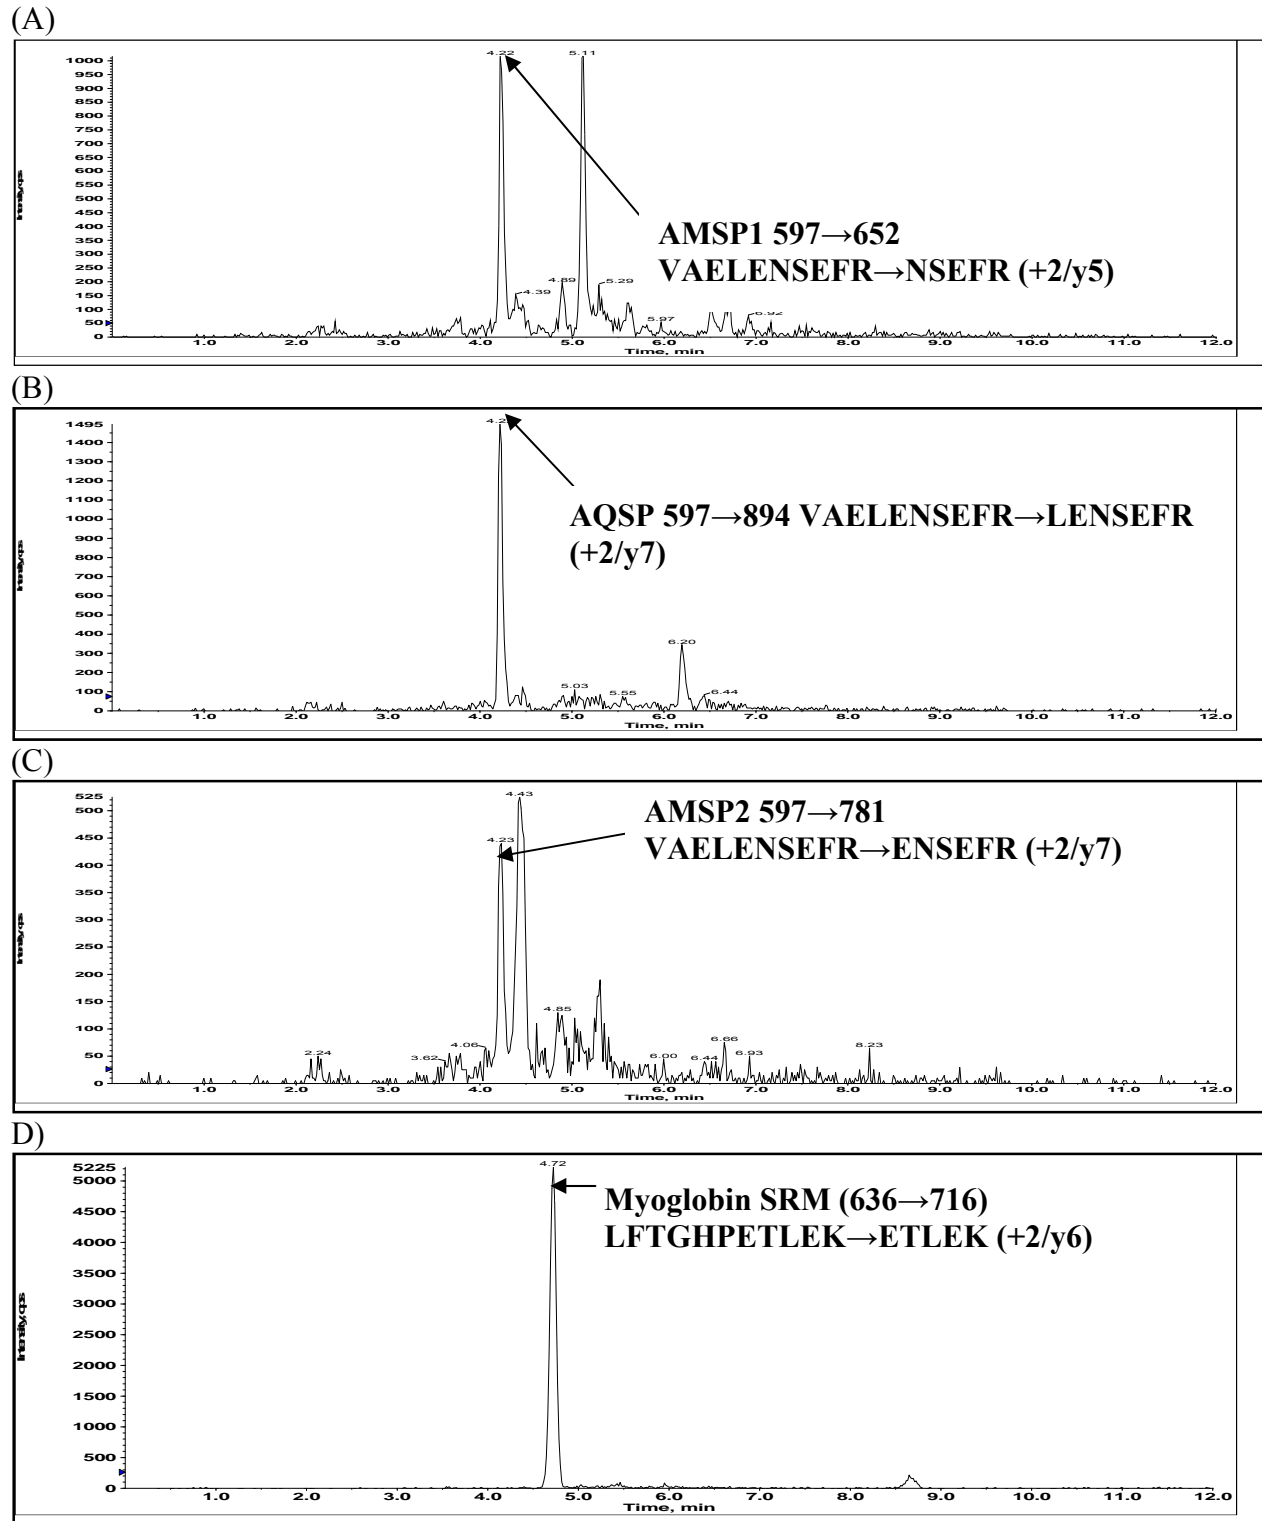 (A)
4.22 5.11
1000
950
900
850
800
750
700
650
600
550
500
450
400
350
300
250
200
150
100
50
0
AMSP1 597→652
VAELENSEFR→NSEFR (+2/y5)
4.39 4.89 5.29 5.97 6.92
1.0 2.0 3.0 4.0 5.0 6.0 7.0 8.0 9.0 10.0 11.0 12.0
Time, min
(B)
1495
1400
1300
1200
1100
1000
900
800
700
600
500
400
300
200
100
0
AQSP 597→894 VAELENSEFR→LENSEFR
(+2/y7)
5.03 5.55 6.20 6.44
1.0 2.0 3.0 4.0 5.0 6.0 7.0 8.0 9.0 10.0 11.0 12.0
Time, min
(C)
525
500
450
400
350
300
250
200
150
100
50
0
4.43
4.23
AMSP2 597→781
VAELENSEFR→ENSEFR (+2/y7)
2.24 3.62 4.06 4.85 6.00 6.44 6.66 6.93 8.23
1.0 2.0 3.0 4.0 5.0 6.0 7.0 8.0 9.0 10.0 11.0 12.0
Time, min
D)
4.72
5225
5000
4500
4000
3500
3000
2500
2000
1500
1000
500
0
Myoglobin SRM (636→716)
LFTGHPETLEK→ETLEK (+2/y6)
1.0 2.0 3.0 4.0 5.0 6.0 7.0 8.0 9.0 10.0 11.0 12.0
Time, min